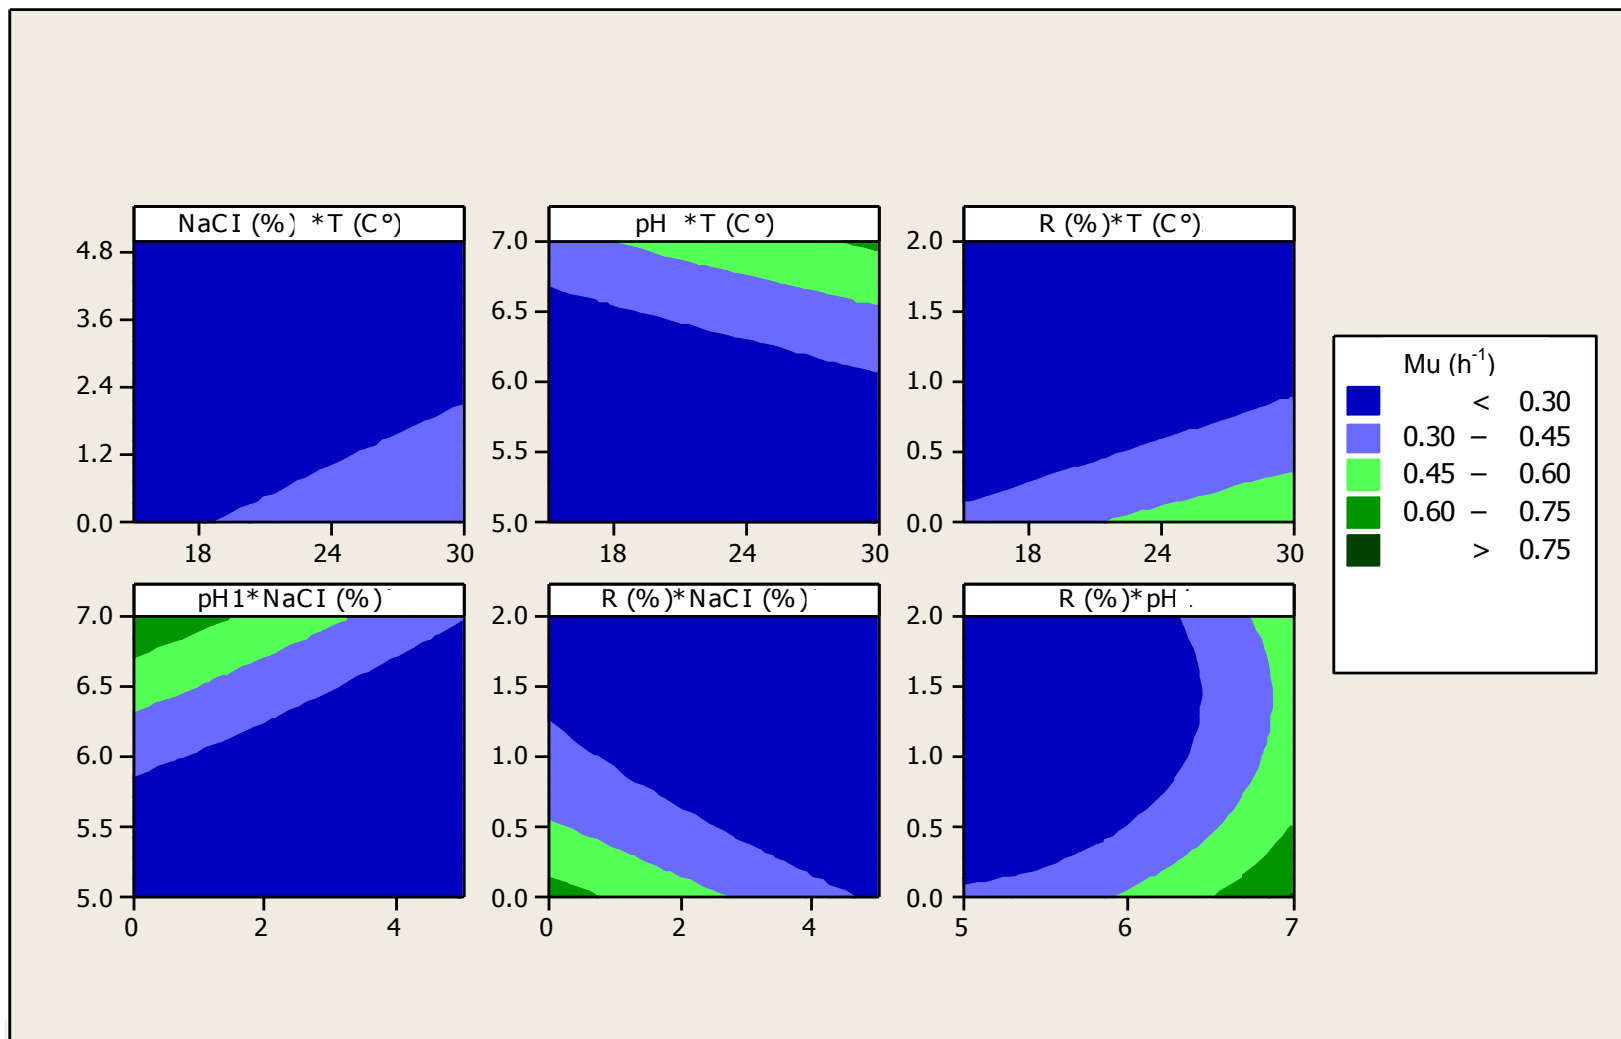 NaCI (%) *T (C°)
pH *T (C°)
R (%)*T (C°)
4.8
3.6
2.4
1.2
0.0
18 24 30
7.0
6.5
6.0
5.5
5.0
18 24 30
2.0
1.5
1.0
0.5
0.0
18 24 30
pH1*NaCI (%)
R (%)*NaCI (%)
R (%)*pH
7.0
6.5
6.0
5.5
5.0
0 2 4
2.0
1.5
1.0
0.5
0.0
0 2 4
2.0
1.5
1.0
0.5
0.0
5 6 7
Mu (h-1)
< 0.30
0.30 – 0.45
0.45 – 0.60
0.60 – 0.75
> 0.75